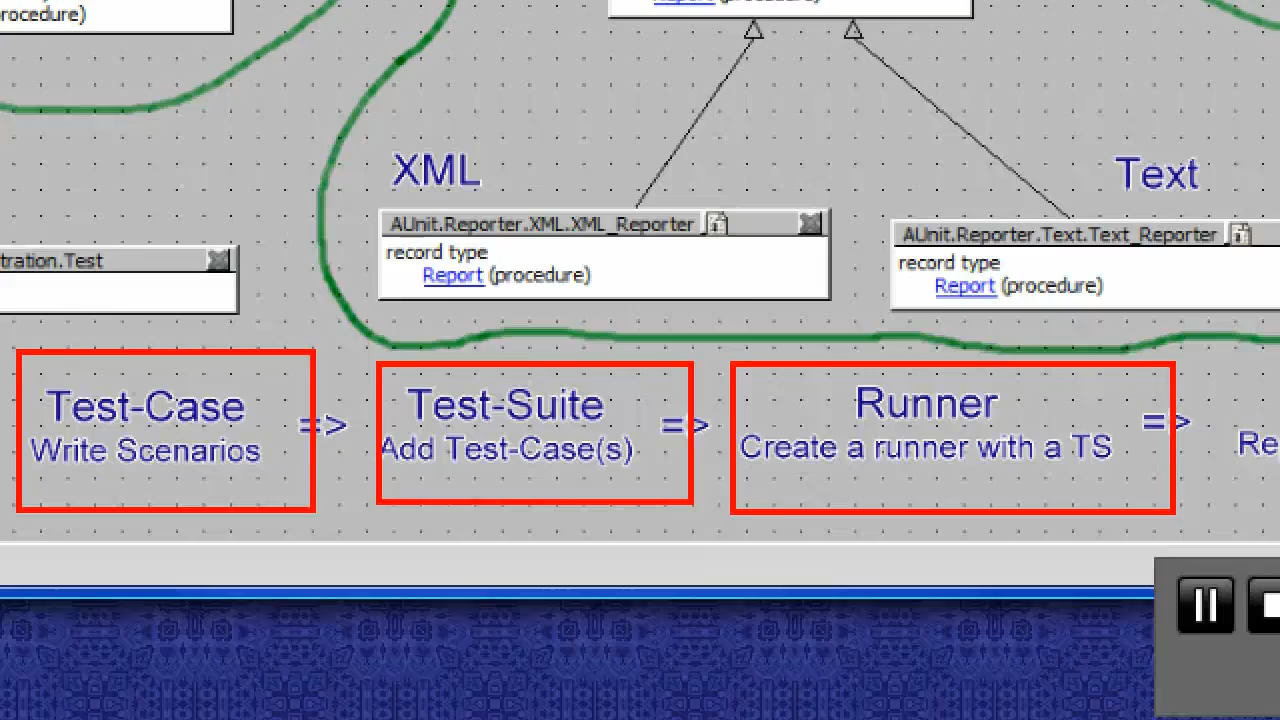 rocedure)
Report (procedure)
XML
Text
AUnit.Reporter.XML.XML_Reporter
record type
Report (procedure)
AUnit.Reporter.Text.Text_Reporter
record type
Report (procedure)
tration.Test
Test-Case =>
Write Scenarios
Test-Suite =>
Add Test-Case(s)
Runner =>
Create a runner with a TS
Re